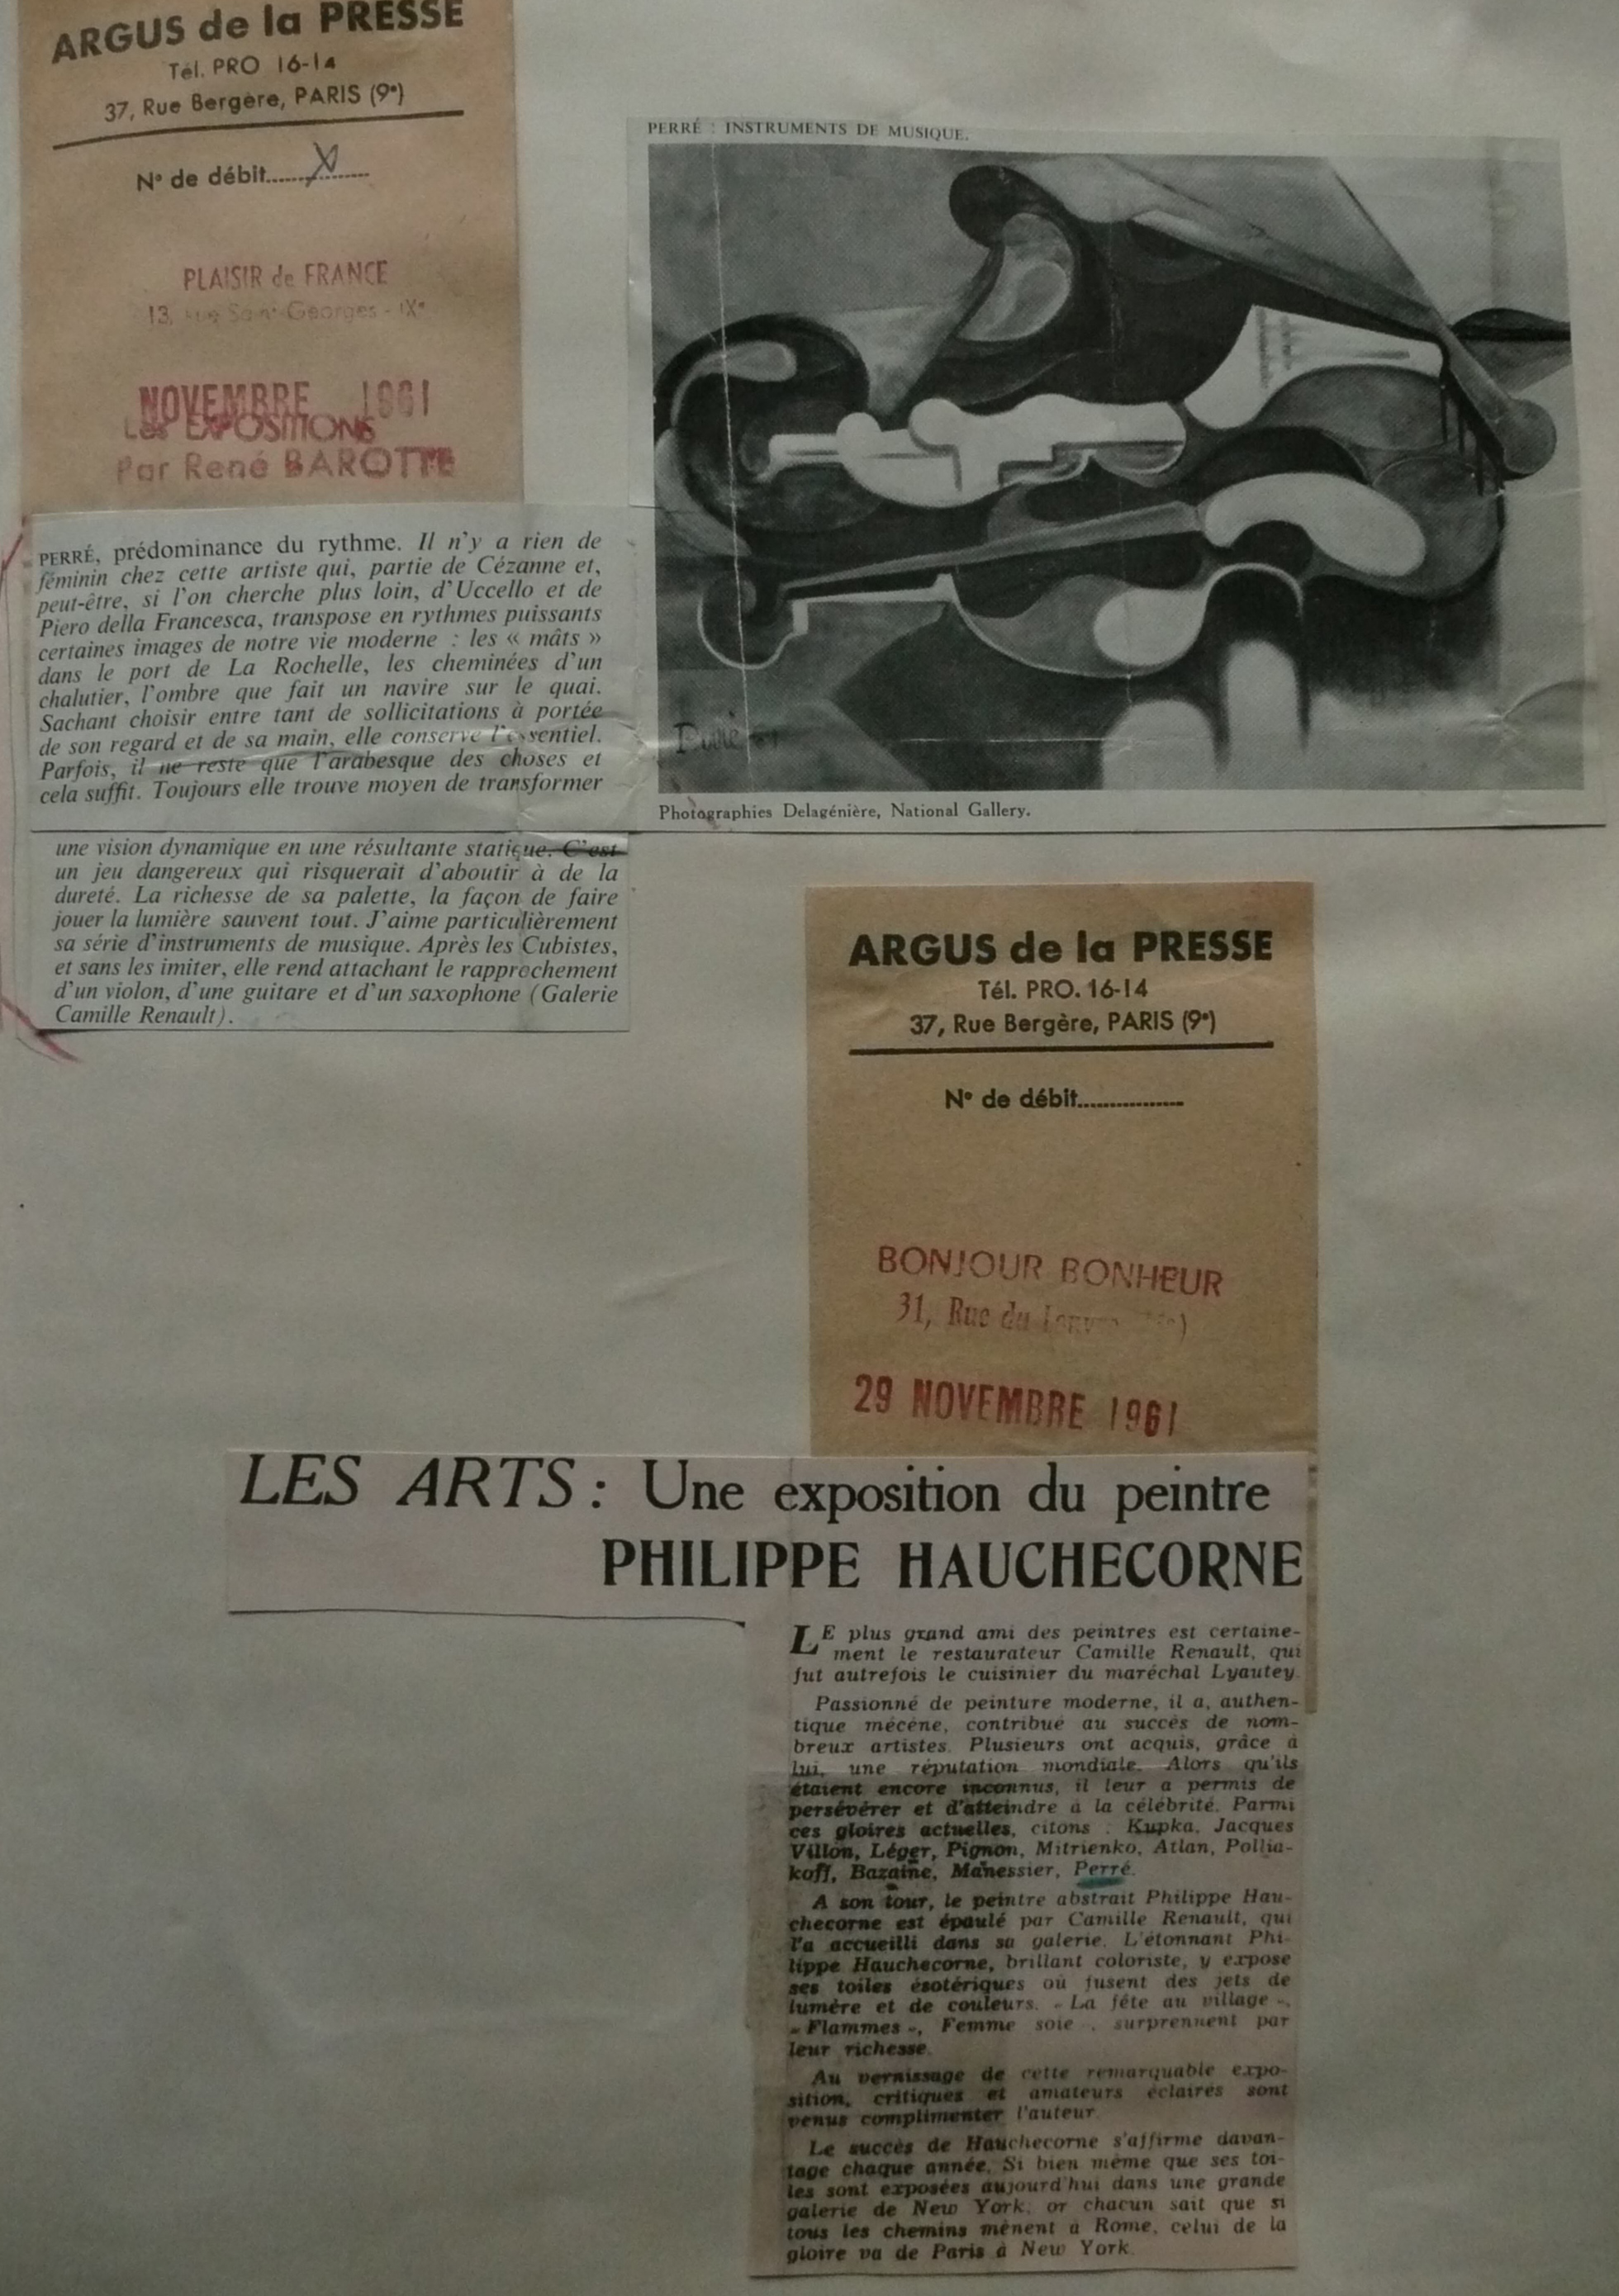 ARGUS de la PRESSE
Tél. PRO 16-14
37, Rue Bergère, PARIS (9e)
N° de débit
PLAISIR de FRANCE
13, rue Saint-Georges - IXe
NOVEMBRE 1961
Les EXPOSITIONS
Par René BAROTTE
PERRÉ, prédominance du rythme. Il n'y a rien de
féminin chez cette artiste qui, partie de Cézanne et,
peut-être, si l'on cherche plus loin, d'Uccello et de
Piero della Francesca, transpose en rythmes puissants
certaines images de notre vie moderne : les « mâts »
dans le port de La Rochelle, les cheminées d'un
chalutier, l'ombre que fait un navire sur le quai.
Sachant choisir entre tant de sollicitations à portée
de son regard et de sa main, elle conserve l'essentiel.
Parfois, il ne reste que l'arabesque des choses et
cela suffit. Toujours elle trouve moyen de transformer
une vision dynamique en une résultante statique. C'est
un jeu dangereux qui risquerait d'aboutir à de la
dureté. La richesse de sa palette, la façon de faire
jouer la lumière sauvent tout. J'aime particulièrement
sa série d'instruments de musique. Après les Cubistes,
et sans les imiter, elle rend attachant le rapprochement
d'un violon, d'une guitare et d'un saxophone (Galerie
Camille Renault).
PERRÉ : INSTRUMENTS DE MUSIQUE.
Perré
Photographies Delagénière, National Gallery.
ARGUS de la PRESSE
Tél. PRO. 16-14
37, Rue Bergère, PARIS (9e)
N° de débit
BONJOUR BONHEUR
31, Rue du
29 NOVEMBRE 1961
LES ARTS : Une exposition du peintre
PHILIPPE HAUCHECORNE
LE plus grand ami des peintres est certaine-
ment le restaurateur Camille Renault, qui
fut autrefois le cuisinier du maréchal Lyautey.
Passionné de peinture moderne, il a, authen-
tique mécène, contribué au succès de nom-
breux artistes. Plusieurs ont acquis, grâce à
lui, une réputation mondiale. Alors qu'ils
étaient encore inconnus, il leur a permis de
persévérer et d'atteindre à la célébrité. Parmi
ces gloires actuelles, citons : Kupka, Jacques
Villon, Léger, Pignon, Mitrienko, Atlan, Pollia-
koff, Bazaine, Manessier, Perré.
A son tour, le peintre abstrait Philippe Hau-
checorne est épaulé par Camille Renault, qui
l'a accueilli dans sa galerie. L'étonnant Phi-
lippe Hauchecorne, brillant coloriste, y expose
ses toiles ésotériques où fusent des jets de
lumère et de couleurs. « La fête au village »,
« Flammes », Femme soie , surprennent par
leur richesse.
Au vernissage de cette remarquable expo-
sition, critiques et amateurs éclairés sont
venus complimenter l'auteur.
Le succès de Hauchecorne s'affirme davan-
tage chaque année. Si bien même que ses toi-
les sont exposées aujourd'hui dans une grande
galerie de New York, or chacun sait que si
tous les chemins mènent à Rome, celui de la
gloire va de Paris à New York.